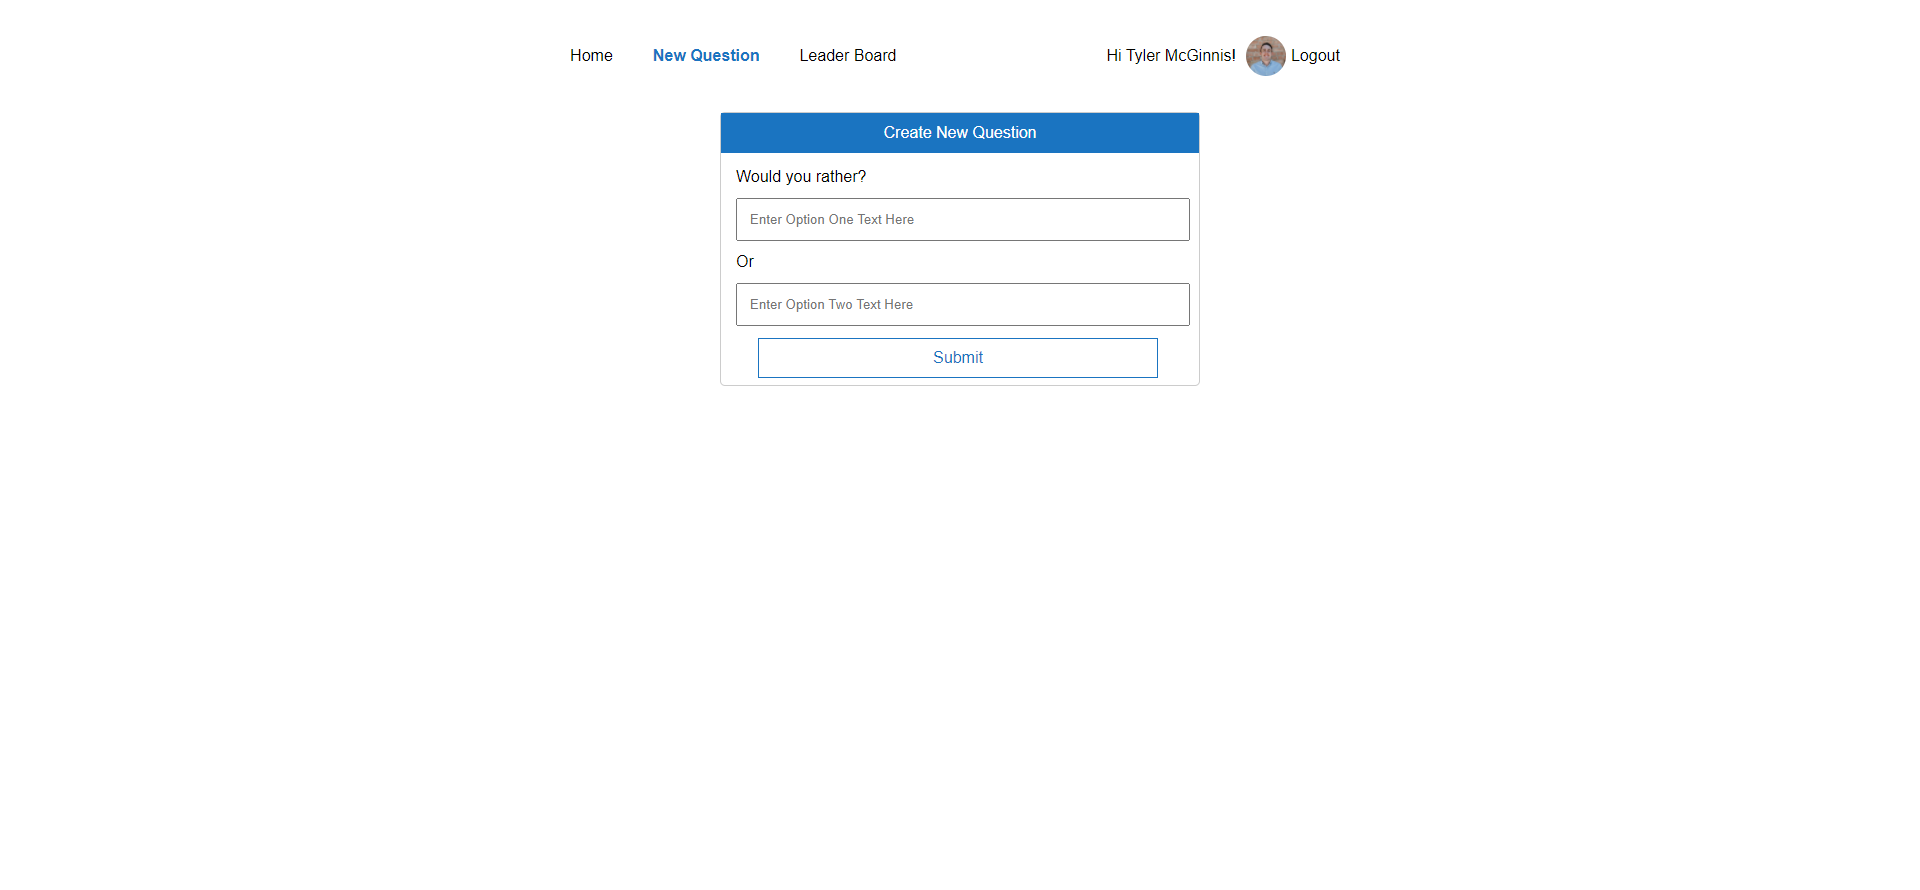 Home New Question Leader Board Hi Tyler McGinnis! Logout
Create New Question
Would you rather?
Enter Option One Text Here
Or
Enter Option Two Text Here
Submit